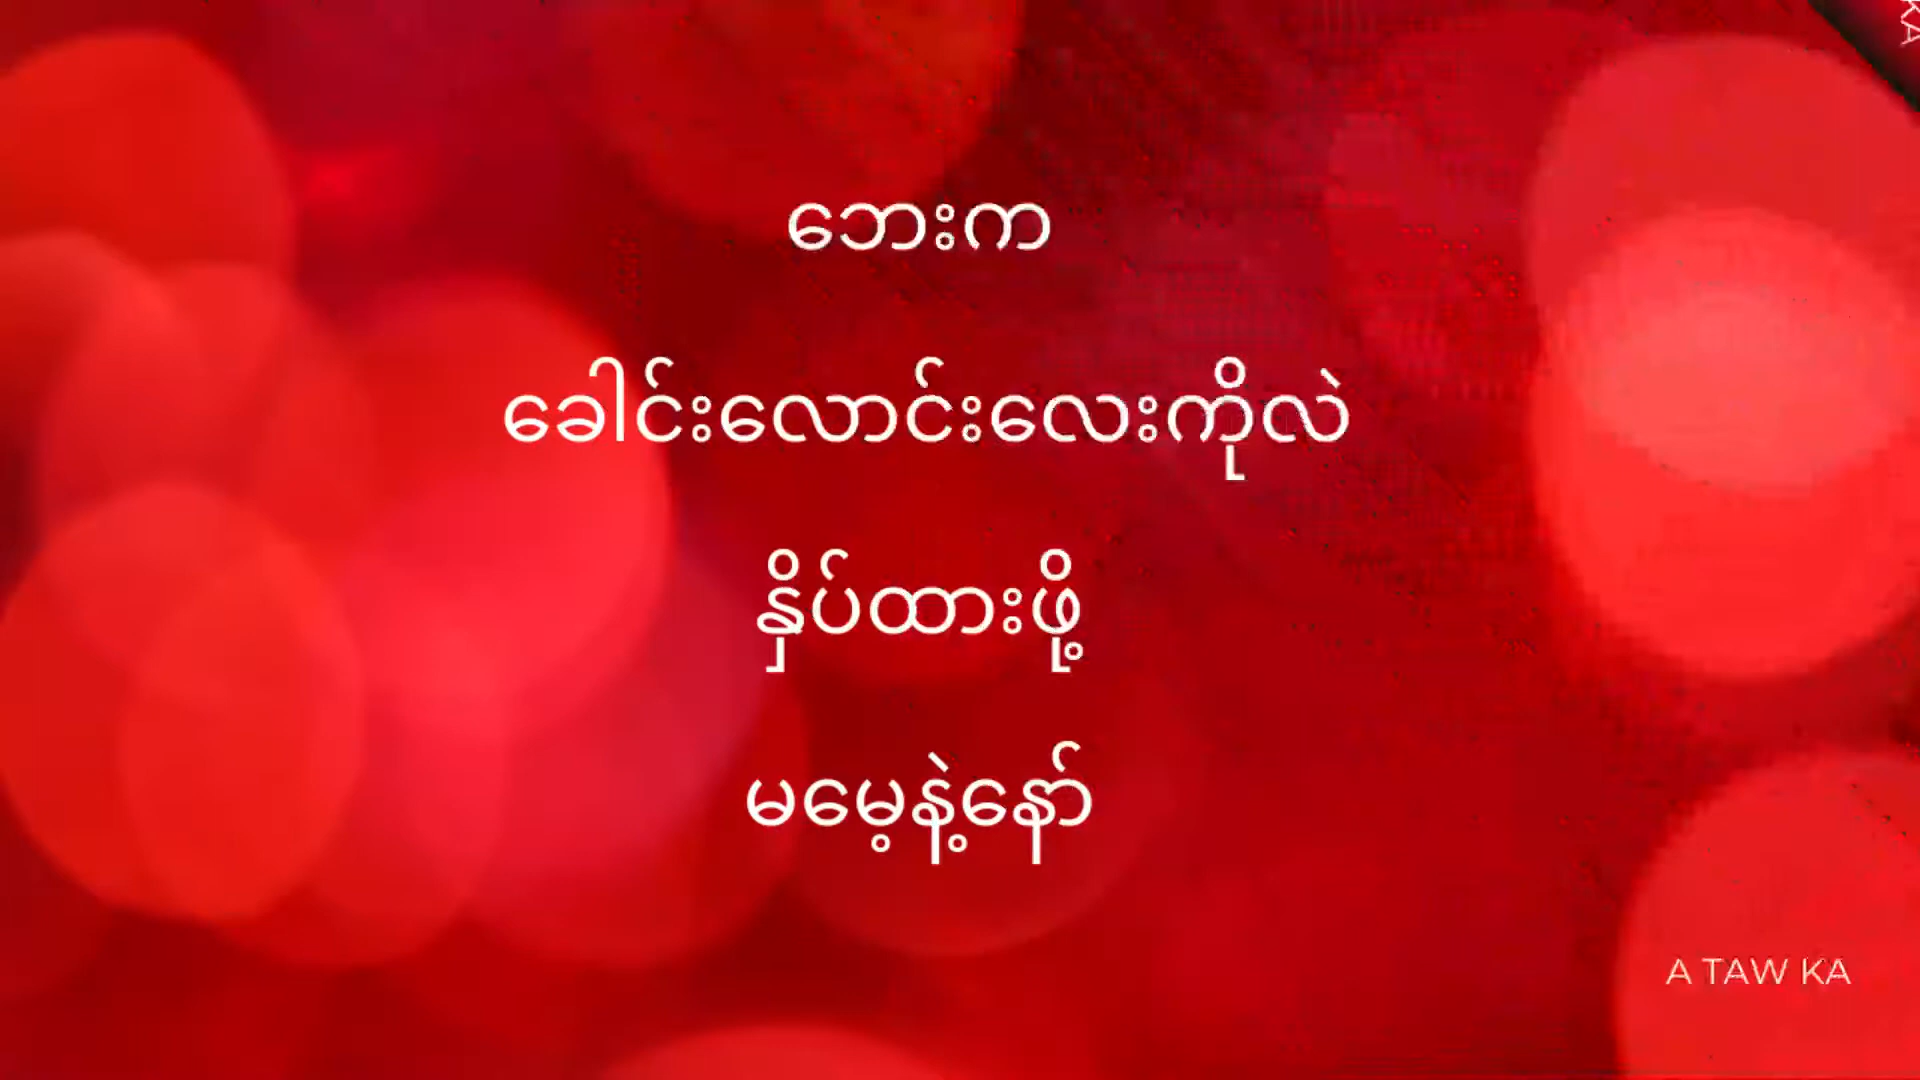 ဘေးက
ခေါင်းလောင်းလေးကိုလဲ
နှိပ်ထားဖို့
မမေ့နဲ့နော်
A TAW KA
KA